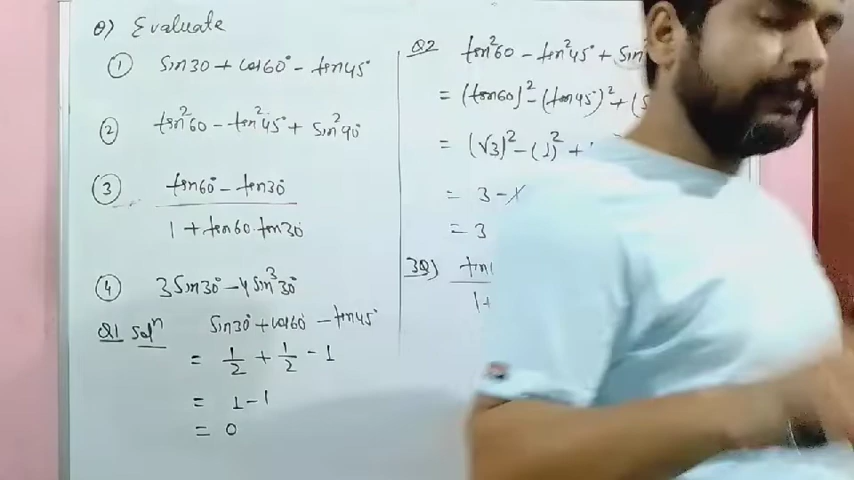 Q) Evaluate
① Sin30 + Cos60° - tan45°
② tan²60 - tan²45° + Sin²90°
③ tan60° - tan30°
1 + tan60.tan30°
④ 3Sin30° - 4Sin³30°
Q1 Solⁿ Sin30° + Cos60° - tan45°
= 1/2 + 1/2 - 1
= 1 - 1
= 0
Q2 tan²60 - tan²45° + Sin
= (tan60)² - (tan45°)² + (S
= (√3)² - (1)² +
= 3 - 1
= 3
3Q) tan
1+